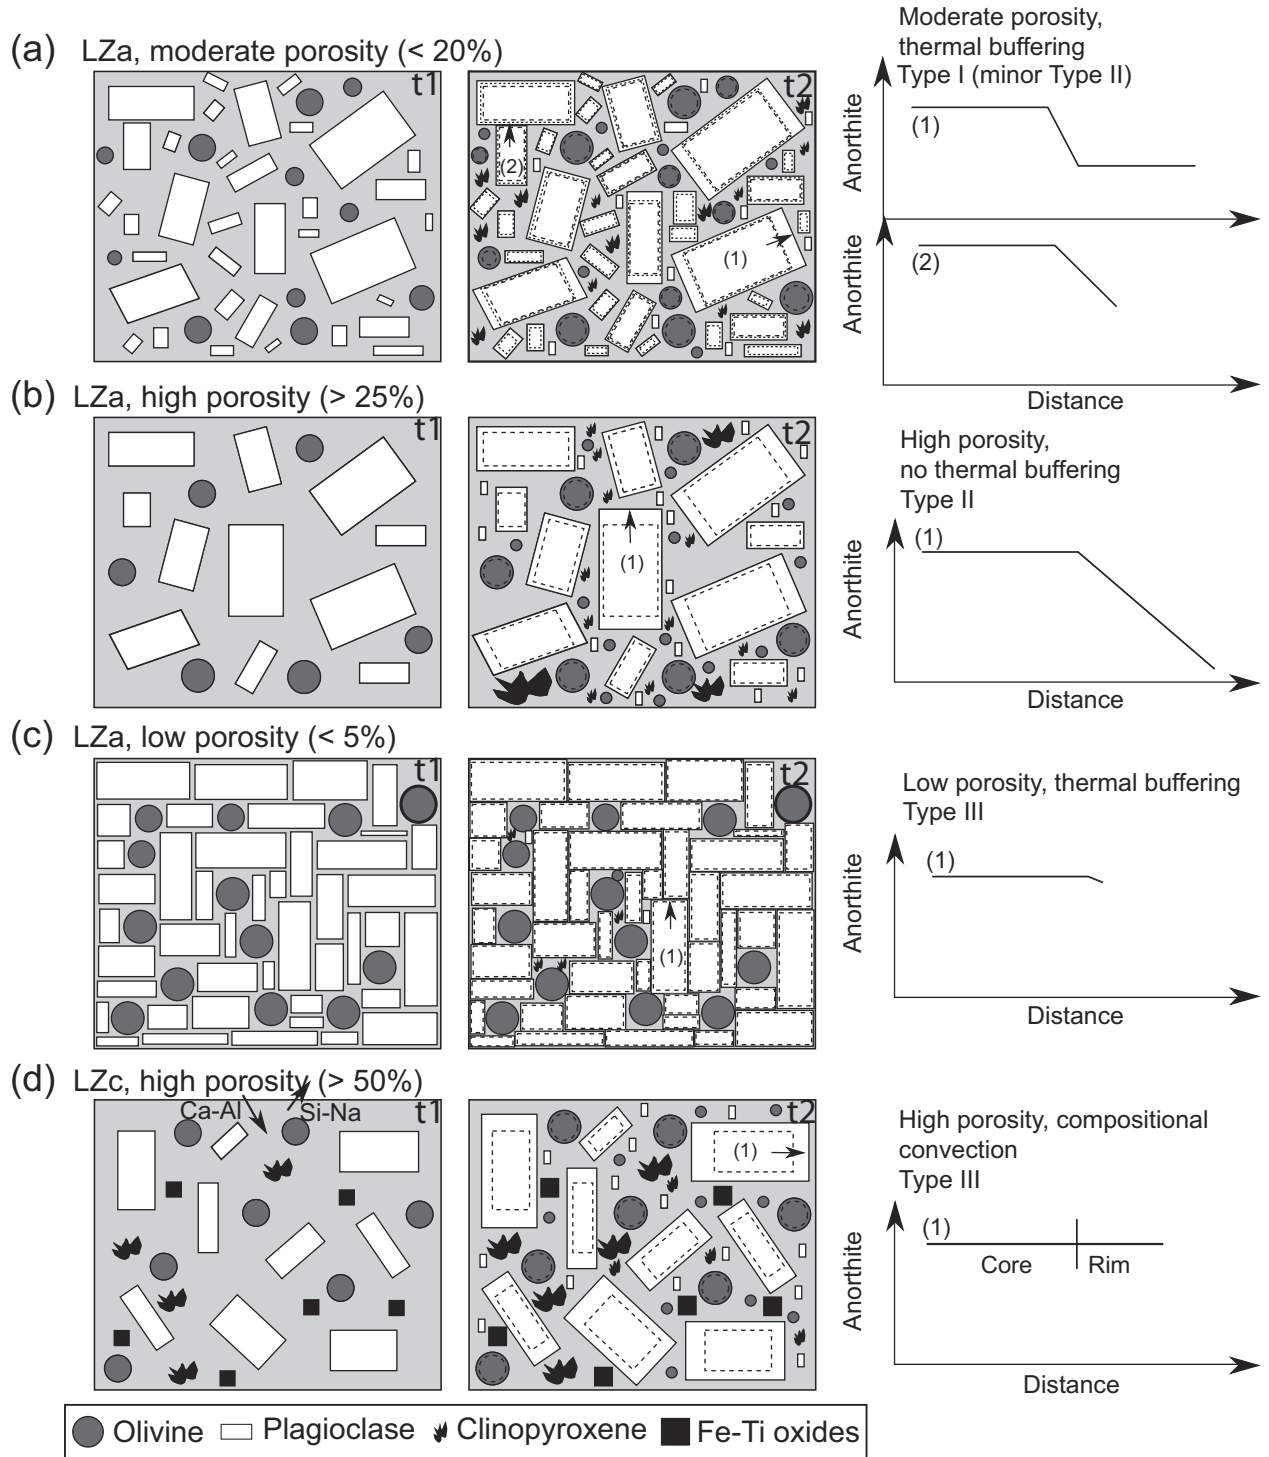 (a) LZa, moderate porosity (< 20%)
t1
t2
(2)
(1)
Moderate porosity,
thermal buffering
Type I (minor Type II)
Anorthite
(1)
Anorthite
(2)
Distance
(b) LZa, high porosity (> 25%)
t1
t2
(1)
High porosity,
no thermal buffering
Type II
Anorthite
(1)
Distance
(c) LZa, low porosity (< 5%)
t1
t2
(1)
Low porosity, thermal buffering
Type III
Anorthite
(1)
Distance
(d) LZc, high porosity (> 50%)
Ca-Al
Si-Na
t1
t2
(1)
High porosity, compositional
convection
Type III
Anorthite
(1)
Core
Rim
Distance
Olivine Plagioclase Clinopyroxene Fe-Ti oxides